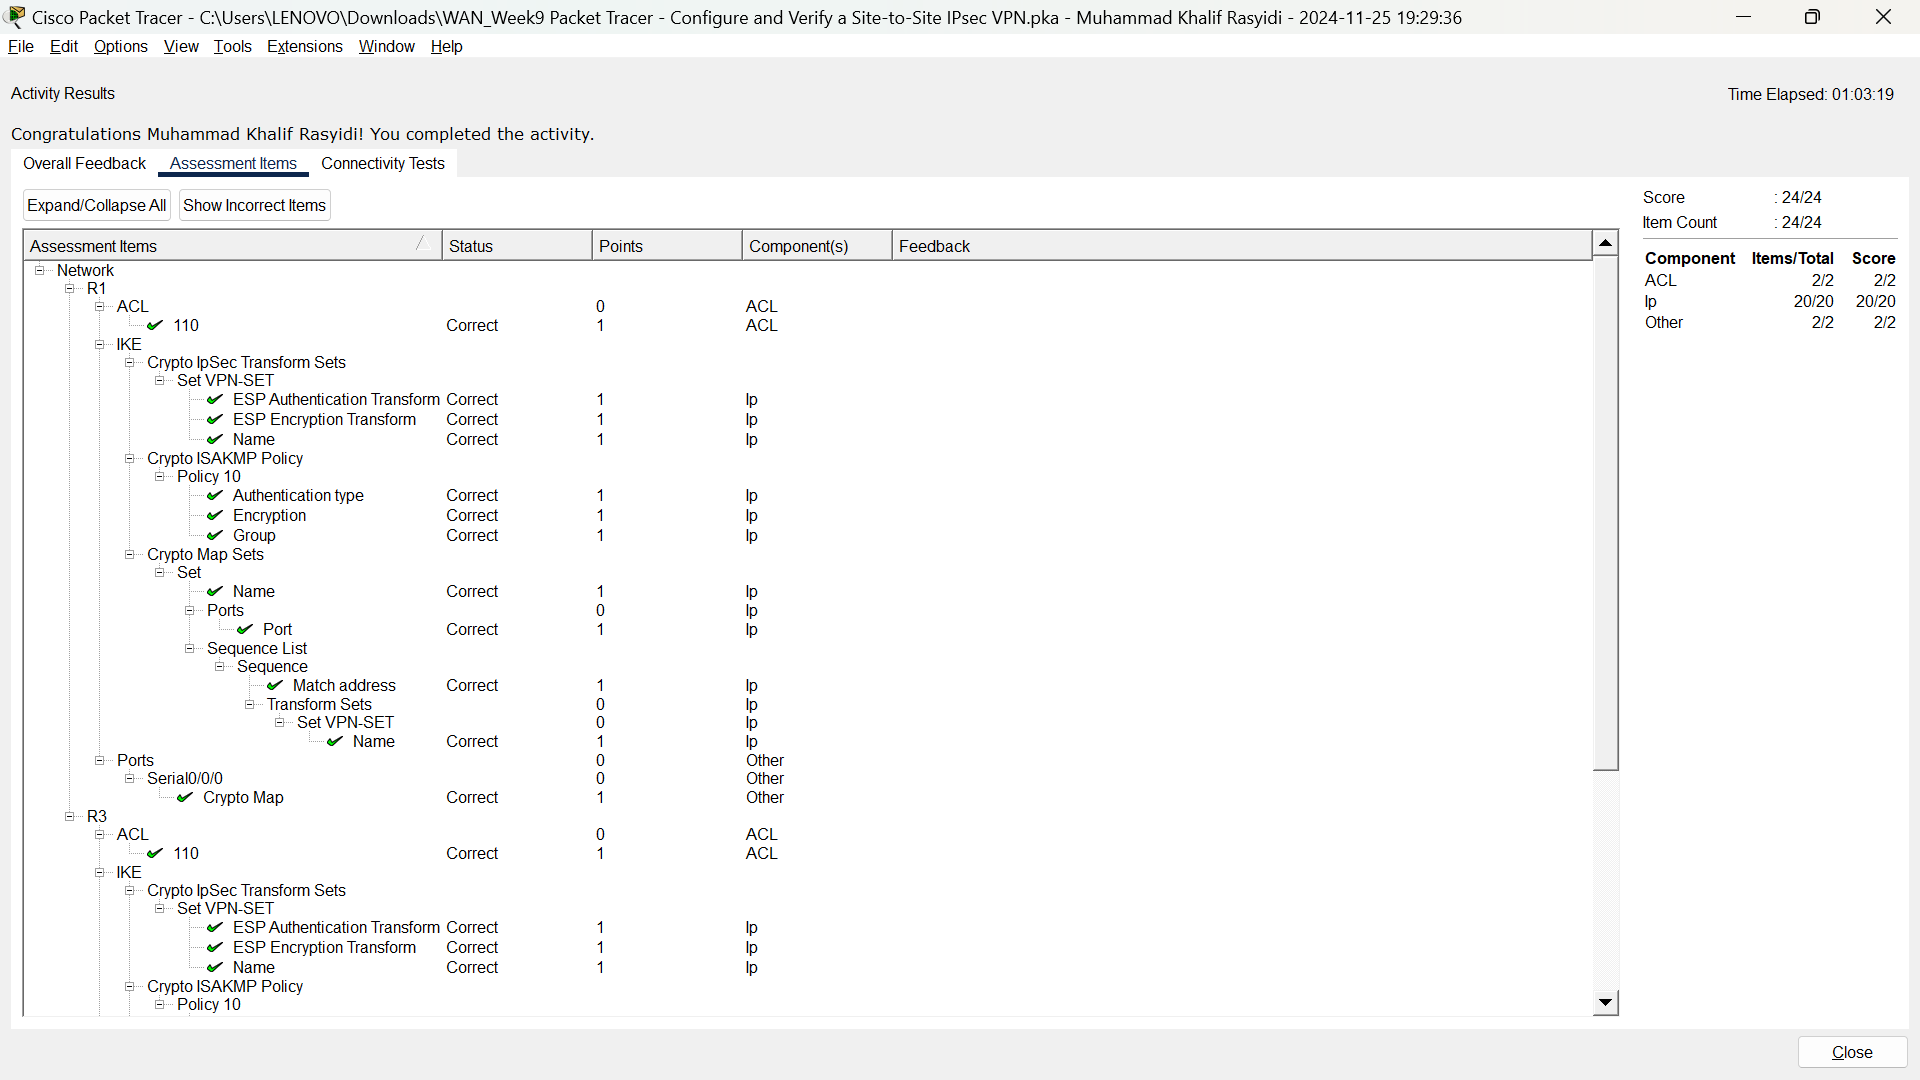 Cisco Packet Tracer - C:\Users\LENOVO\Downloads\WAN_Week9 Packet Tracer - Configure and Verify a Site-to-Site IPsec VPN.pka - Muhammad Khalif Rasyidi - 2024-11-25 19:29:36
File Edit Options View Tools Extensions Window Help
Activity Results
Time Elapsed: 01:03:19
Congratulations Muhammad Khalif Rasyidi! You completed the activity.
Overall Feedback Assessment Items Connectivity Tests
Expand/Collapse All Show Incorrect Items
Assessment Items Status Points Component(s) Feedback
Network
R1
ACL 0 ACL
110 Correct 1 ACL
IKE
Crypto IpSec Transform Sets
Set VPN-SET
ESP Authentication Transform Correct 1 Ip
ESP Encryption Transform Correct 1 Ip
Name Correct 1 Ip
Crypto ISAKMP Policy
Policy 10
Authentication type Correct 1 Ip
Encryption Correct 1 Ip
Group Correct 1 Ip
Crypto Map Sets
Set
Name Correct 1 Ip
Ports 0 Ip
Port Correct 1 Ip
Sequence List
Sequence
Match address Correct 1 Ip
Transform Sets 0 Ip
Set VPN-SET 0 Ip
Name Correct 1 Ip
Ports 0 Other
Serial0/0/0 0 Other
Crypto Map Correct 1 Other
R3
ACL 0 ACL
110 Correct 1 ACL
IKE
Crypto IpSec Transform Sets
Set VPN-SET
ESP Authentication Transform Correct 1 Ip
ESP Encryption Transform Correct 1 Ip
Name Correct 1 Ip
Crypto ISAKMP Policy
Policy 10
Score : 24/24
Item Count : 24/24
Component Items/Total Score
ACL 2/2 2/2
Ip 20/20 20/20
Other 2/2 2/2
Close